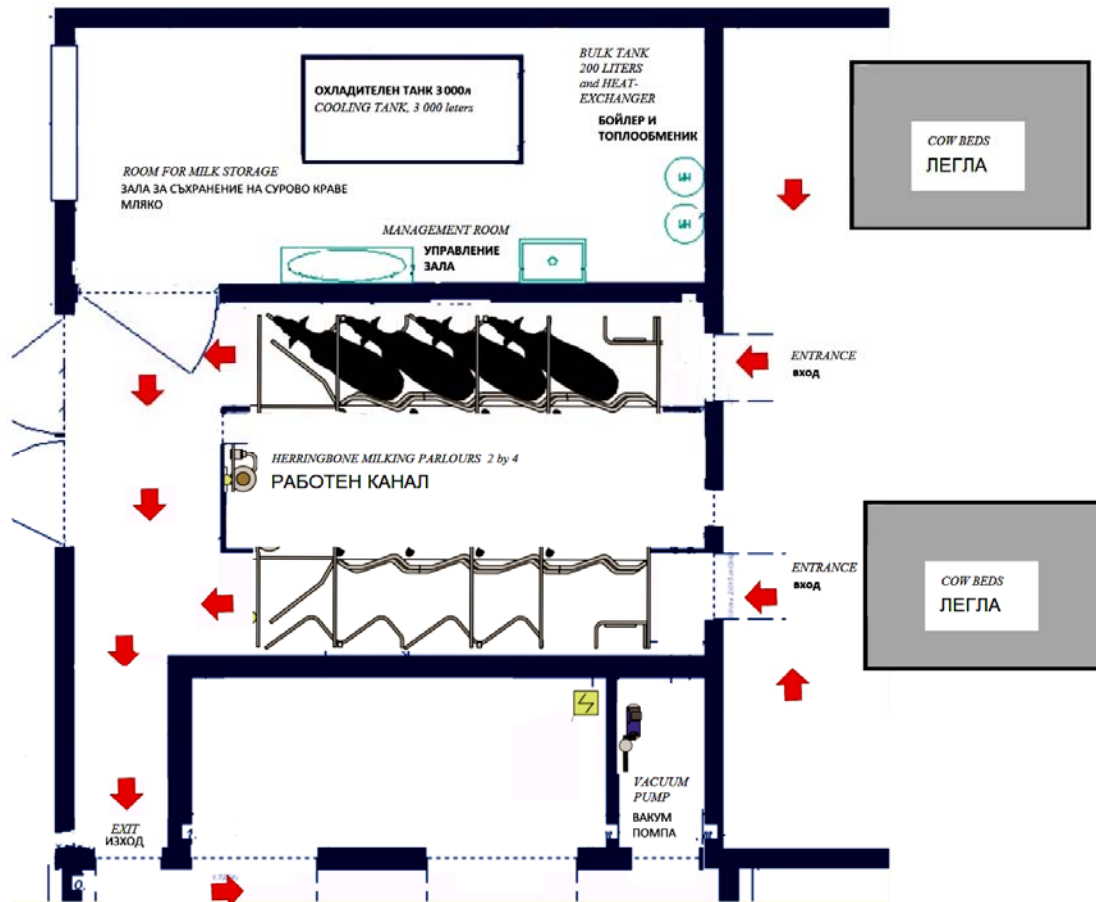 BULK TANK
200 LITERS
and HEAT-
EXCHANGER
БОЙЛЕР И
ТОПЛООБМЕНИК
ОХЛАДИТЕЛЕН ТАНК 3000л
COOLING TANK, 3 000 leters
COW BEDS
ЛЕГЛА
ROOM FOR MILK STORAGE
ЗАЛА ЗА СЪХРАНЕНИЕ НА СУРОВО КРАВЕ
МЛЯКО
MANAGEMENT ROOM
УПРАВЛЕНИЕ
ЗАЛА
ENTRANCE
вход
HERRINGBONE MILKING PARLOURS 2 by 4
РАБОТЕН КАНАЛ
ENTRANCE
вход
COW BEDS
ЛЕГЛА
VACUUM
PUMP
ВАКУМ
ПОМПА
EXIT
ИЗХОД